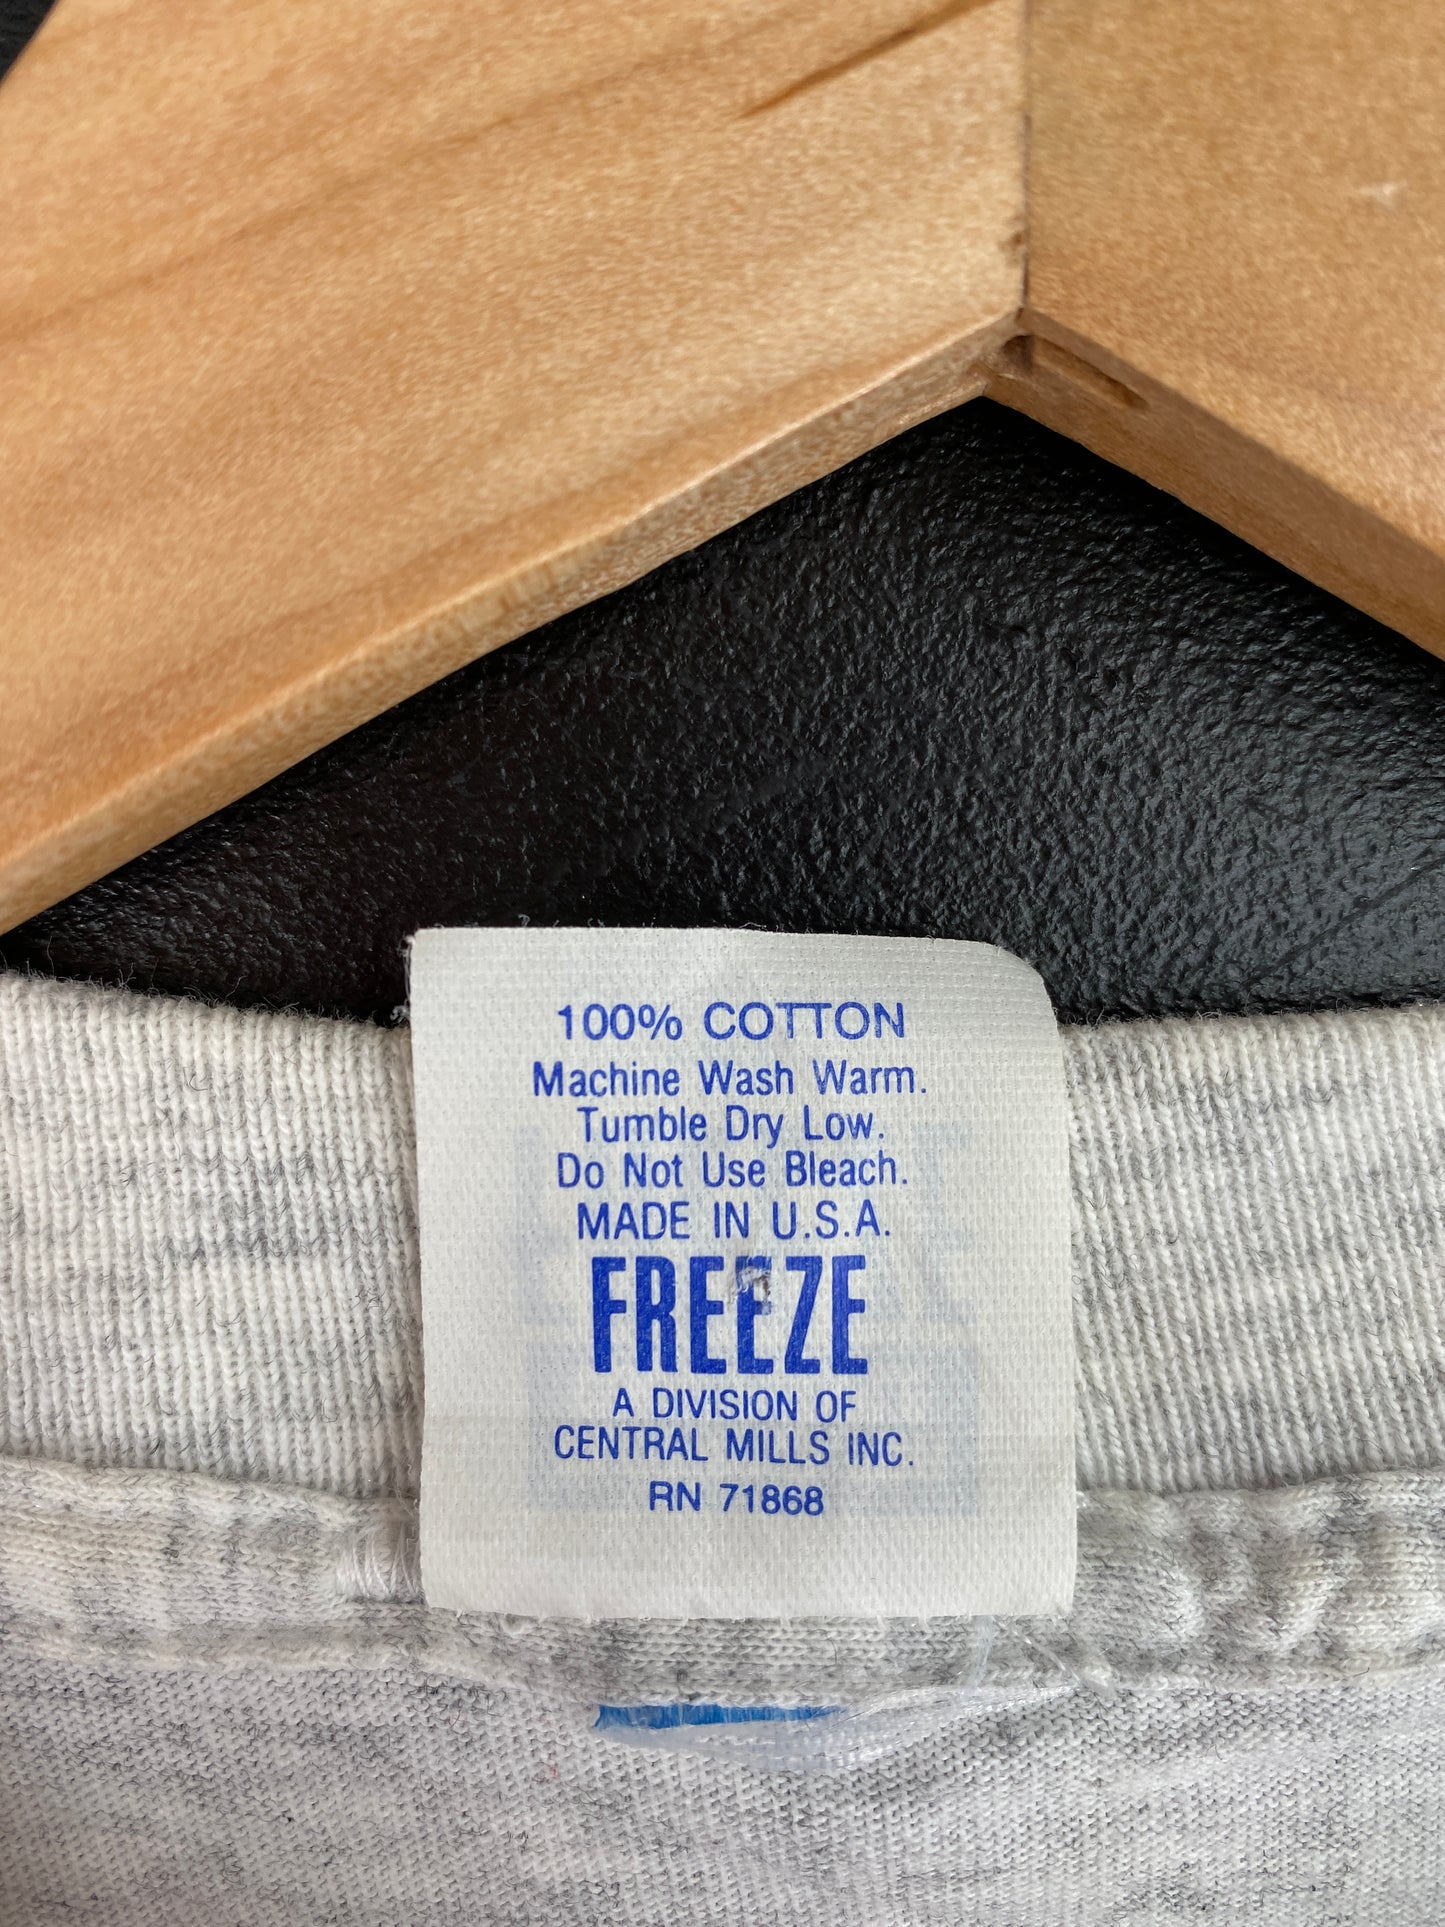 100% COTTON
Machine Wash Warm.
Tumble Dry Low.
Do Not Use Bleach.
MADE IN U.S.A.
FREEZE
A DIVISION OF
CENTRAL MILLS INC.
RN 71868